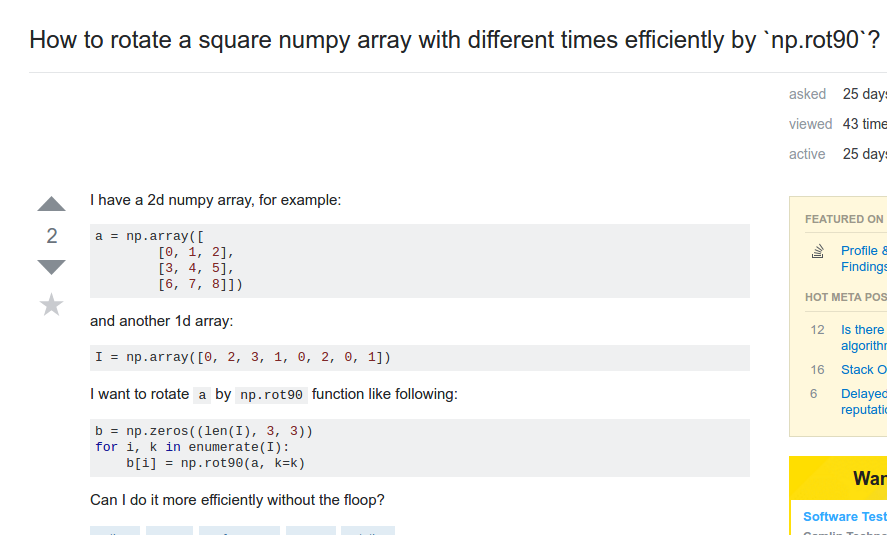 How to rotate a square numpy array with different times efficiently by `np.rot90`?
asked 25 days
viewed 43 time
active 25 days
I have a 2d numpy array, for example:
2
a = np.array([
[0, 1, 2],
[3, 4, 5],
[6, 7, 8]])
and another 1d array:
I = np.array([0, 2, 3, 1, 0, 2, 0, 1])
I want to rotate a by np.rot90 function like following:
b = np.zeros((len(I), 3, 3))
for i, k in enumerate(I):
b[i] = np.rot90(a, k=k)
Can I do it more efficiently without the floop?
FEATURED ON
Profile &
Findings
HOT META POS
12 Is there
algorithr
16 Stack O
6 Delayed
reputatio
War
Software Test